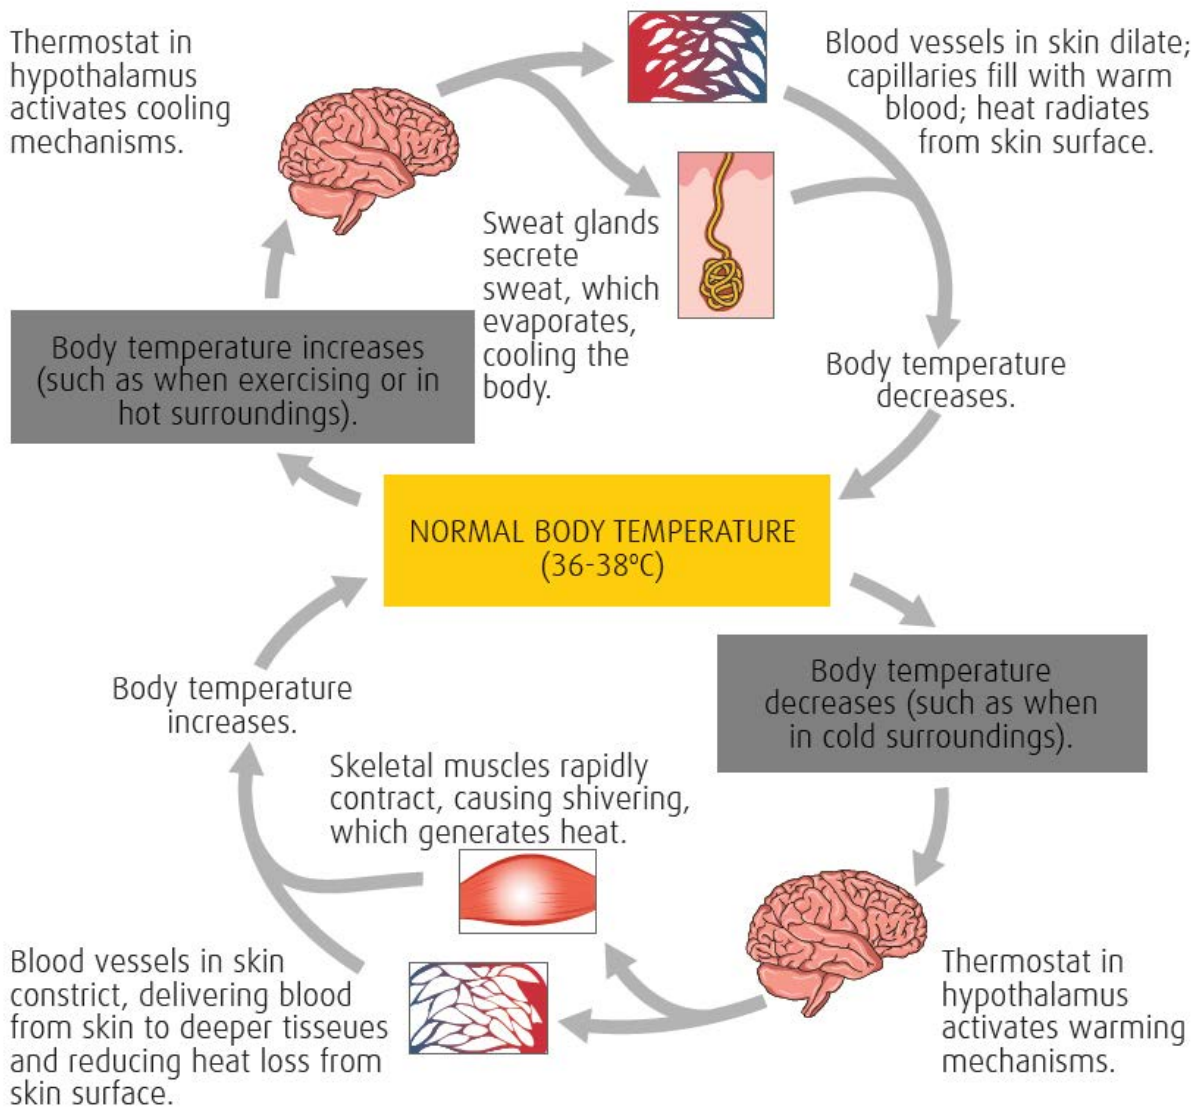 Thermostat in
hypothalamus
activates cooling
mechanisms.
Blood vessels in skin dilate;
capillaries fill with warm
blood; heat radiates
from skin surface.
Sweat glands
secrete
sweat, which
evaporates,
cooling the
body.
Body temperature increases
(such as when exercising or in
hot surroundings).
Body temperature
decreases.
NORMAL BODY TEMPERATURE
(36-38ºC)
Body temperature
decreases (such as when
in cold surroundings).
Body temperature
increases.
Skeletal muscles rapidly
contract, causing shivering,
which generates heat.
Blood vessels in skin
constrict, delivering blood
from skin to deeper tisseues
and reducing heat loss from
skin surface.
Thermostat in
hypothalamus
activates warming
mechanisms.